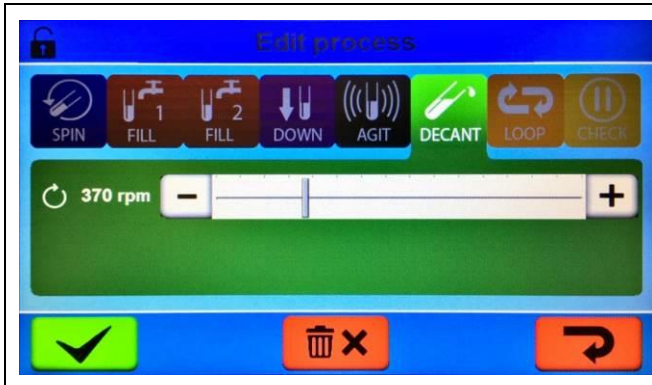 Edit process
SPIN
1
FILL
2
FILL
DOWN
AGIT
DECANT
LOOP
CHECK
370 rpm